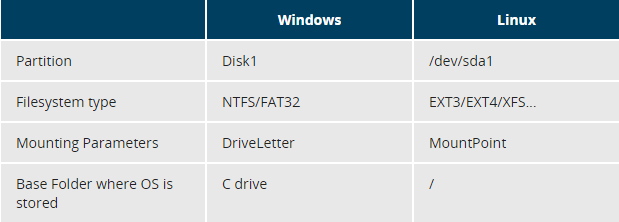 Windows Linux
Partition Disk1 /dev/sda1
Filesystem type NTFS/FAT32 EXT3/EXT4/XFS...
Mounting Parameters DriveLetter MountPoint
Base Folder where OS is C drive /
stored